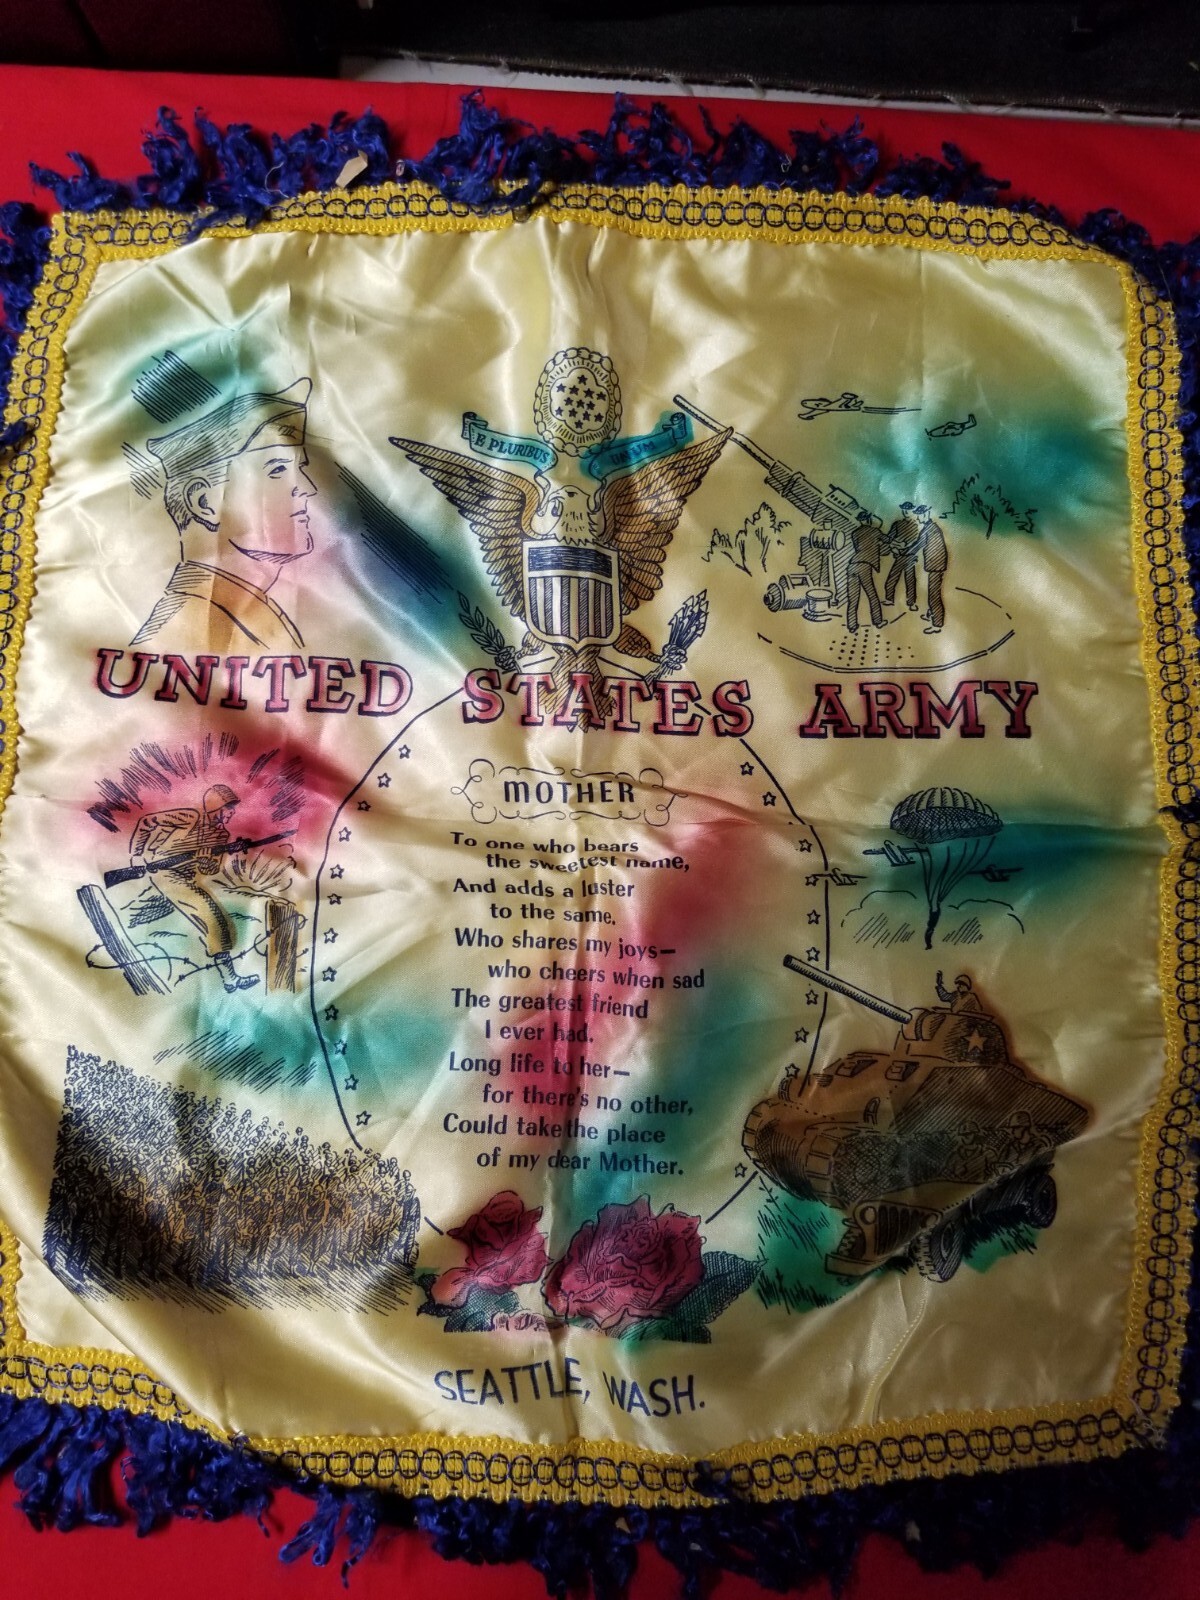 E PLURIBUS UNUM
UNITED STATES ARMY
MOTHER
To one who bears
the sweetest name,
And adds a luster
to the same.
Who shares my joys—
who cheers when sad
The greatest friend
I ever had.
Long life to her—
for there's no other,
Could take the place
of my dear Mother.
SEATTLE, WASH.